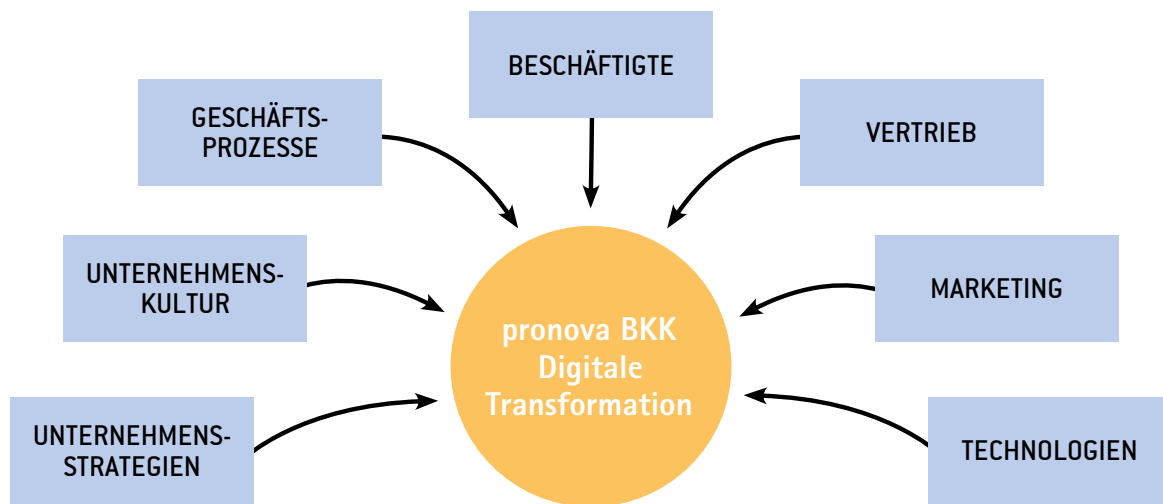 BESCHÄFTIGTE
GESCHÄFTS-
PROZESSE
VERTRIEB
UNTERNEHMENS-
KULTUR
MARKETING
pronova BKK
Digitale
Transformation
UNTERNEHMENS-
STRATEGIEN
TECHNOLOGIEN